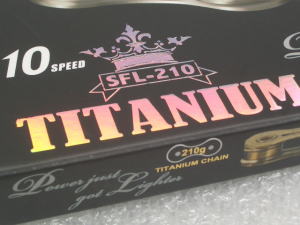 10 SPEED
SFL-210
TITANIUM
210g
TITANIUM CHAIN
Power just
got Lighter